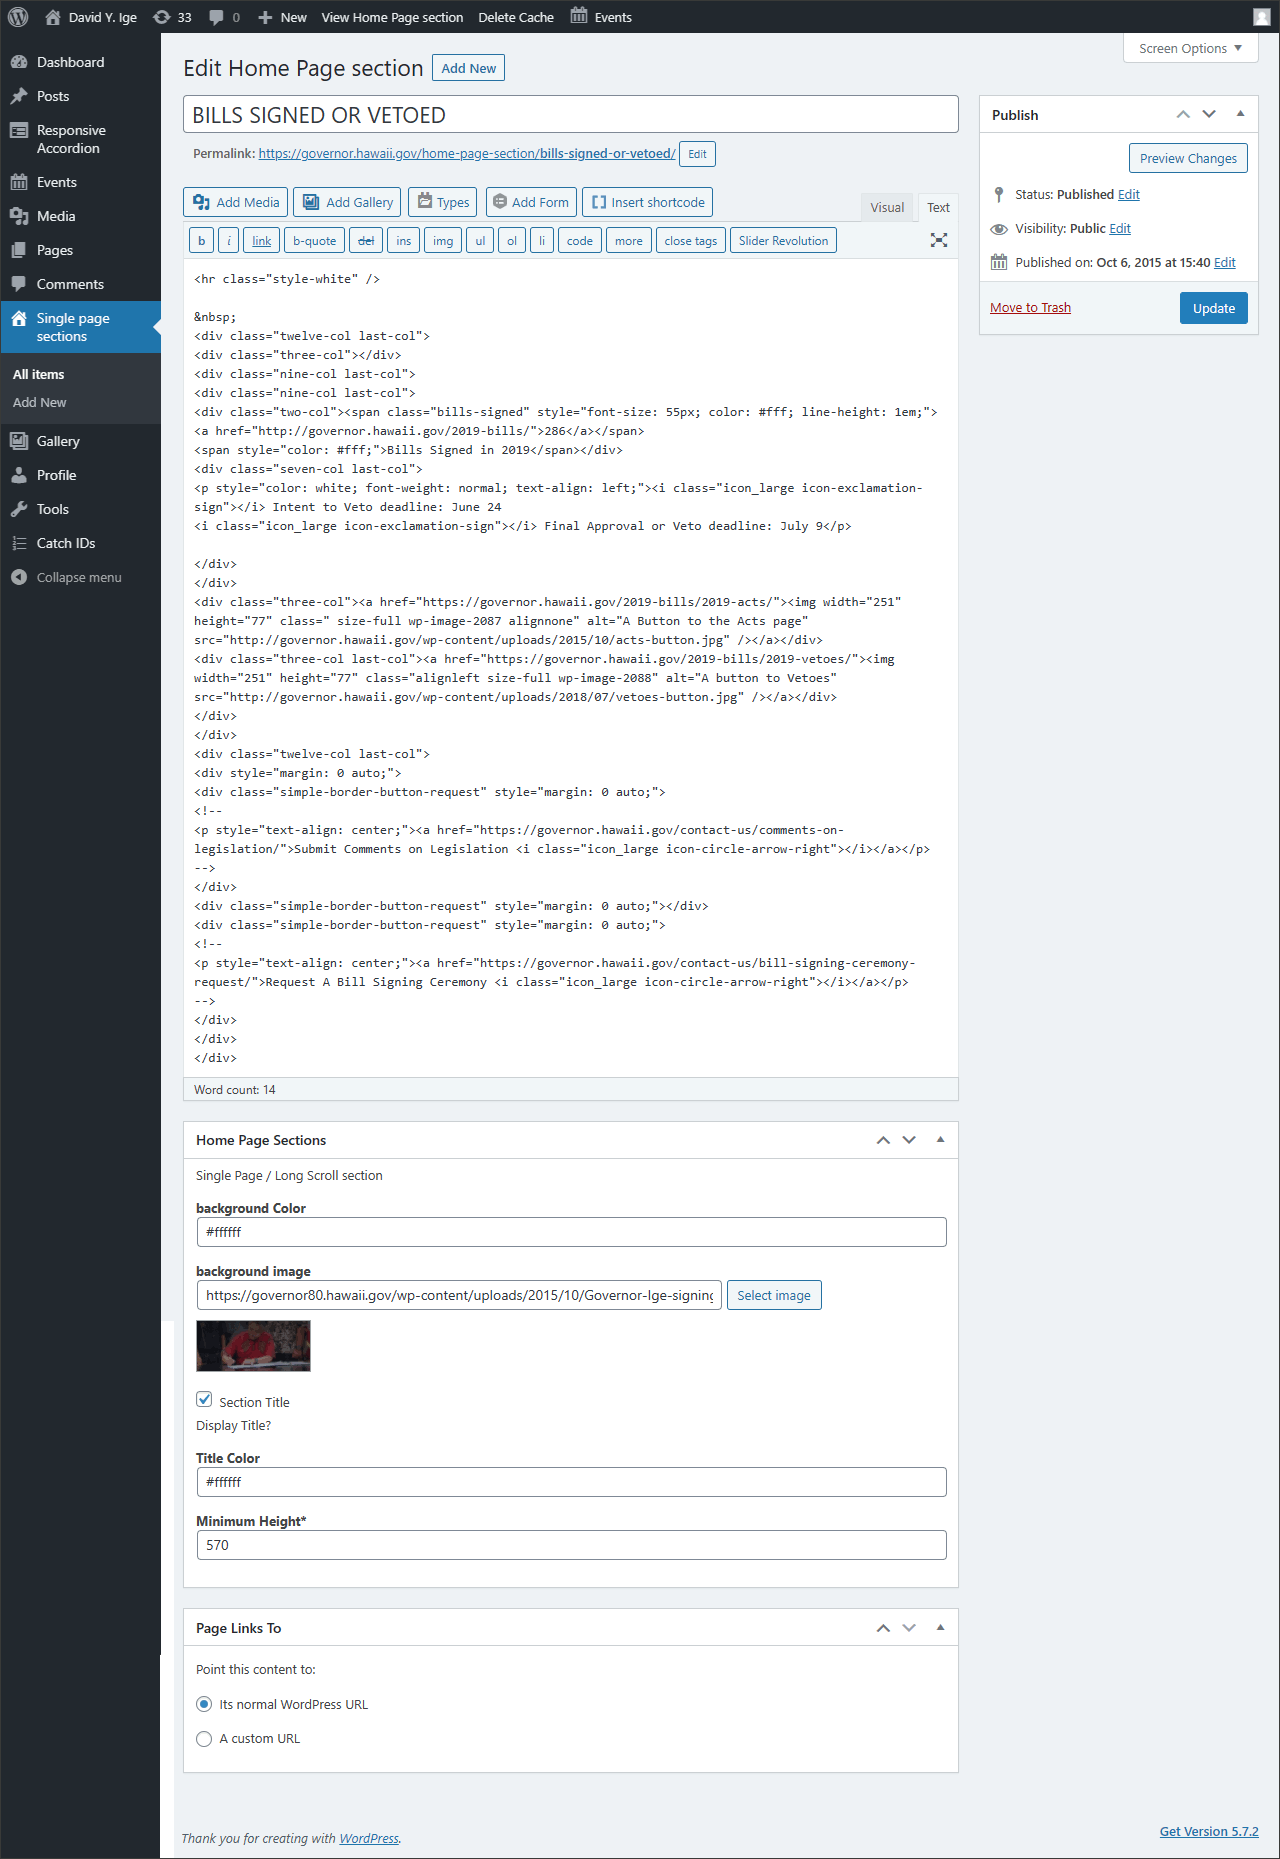 David Y. Ige 33 0 New View Home Page section Delete Cache Events
Screen Options
Dashboard
Posts
Responsive
Accordion
Events
Media
Pages
Comments
Single page
sections
All items
Add New
Gallery
Profile
Tools
Catch IDs
Collapse menu
Edit Home Page section Add New
BILLS SIGNED OR VETOED
Permalink: https://governor.hawaii.gov/home-page-section/bills-signed-or-vetoed/ Edit
Add Media Add Gallery Types Add Form Insert shortcode Visual Text
b i link b-quote del ins img ul ol li code more close tags Slider Revolution
<hr class="style-white" />
&nbsp;
<div class="twelve-col last-col">
<div class="three-col"></div>
<div class="nine-col last-col">
<div class="nine-col last-col">
<div class="two-col"><span class="bills-signed" style="font-size: 55px; color: #fff; line-height: 1em;">
<a href="http://governor.hawaii.gov/2019-bills/">286</a></span>
<span style="color: #fff;">Bills Signed in 2019</span></div>
<div class="seven-col last-col">
<p style="color: white; font-weight: normal; text-align: left;"><i class="icon_large icon-exclamation-
sign"></i> Intent to Veto deadline: June 24
<i class="icon_large icon-exclamation-sign"></i> Final Approval or Veto deadline: July 9</p>
</div>
</div>
<div class="three-col"><a href="https://governor.hawaii.gov/2019-bills/2019-acts/"><img width="251"
height="77" class=" size-full wp-image-2087 alignnone" alt="A Button to the Acts page"
src="http://governor.hawaii.gov/wp-content/uploads/2015/10/acts-button.jpg" /></a></div>
<div class="three-col last-col"><a href="https://governor.hawaii.gov/2019-bills/2019-vetoes/"><img
width="251" height="77" class="alignleft size-full wp-image-2088" alt="A button to Vetoes"
src="http://governor.hawaii.gov/wp-content/uploads/2018/07/vetoes-button.jpg" /></a></div>
</div>
</div>
<div class="twelve-col last-col">
<div style="margin: 0 auto;">
<div class="simple-border-button-request" style="margin: 0 auto;">
<!--
<p style="text-align: center;"><a href="https://governor.hawaii.gov/contact-us/comments-on-
legislation/">Submit Comments on Legislation <i class="icon_large icon-circle-arrow-right"></i></a></p>
-->
</div>
<div class="simple-border-button-request" style="margin: 0 auto;"></div>
<div class="simple-border-button-request" style="margin: 0 auto;">
<!--
<p style="text-align: center;"><a href="https://governor.hawaii.gov/contact-us/bill-signing-ceremony-
request/">Request A Bill Signing Ceremony <i class="icon_large icon-circle-arrow-right"></i></a></p>
-->
</div>
</div>
</div>
Word count: 14
Home Page Sections
Single Page / Long Scroll section
background Color
#ffffff
background image
https://governor80.hawaii.gov/wp-content/uploads/2015/10/Governor-Ige-signing Select image
Section Title
Display Title?
Title Color
#ffffff
Minimum Height*
570
Page Links To
Point this content to:
Its normal WordPress URL
A custom URL
Publish
Preview Changes
Status: Published Edit
Visibility: Public Edit
Published on: Oct 6, 2015 at 15:40 Edit
Move to Trash Update
Thank you for creating with WordPress.
Get Version 5.7.2